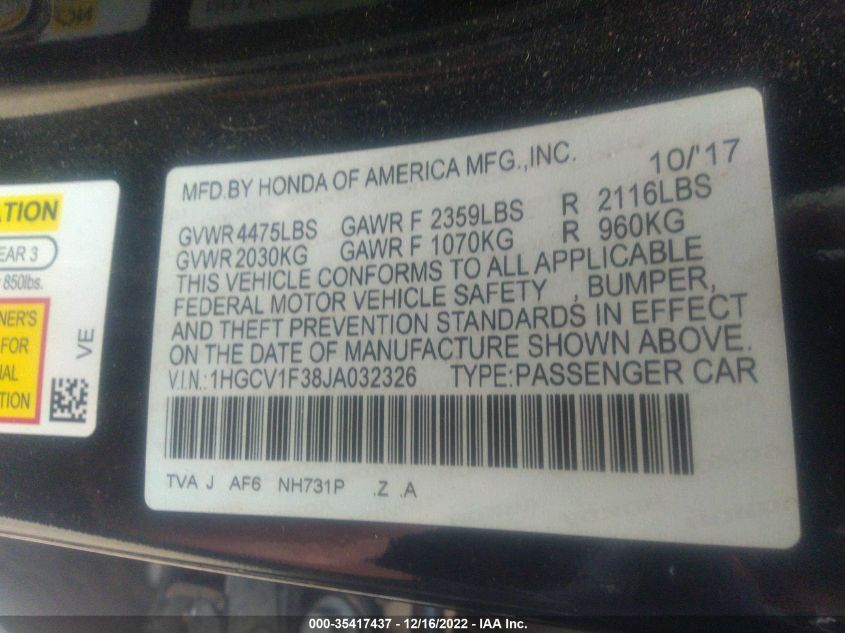 MFD.BY HONDA OF AMERICA MFG.,INC. 10/'17
GVWR 4475LBS GAWR F 2359LBS R 2116LBS
GVWR 2030KG GAWR F 1070KG R 960KG
THIS VEHICLE CONFORMS TO ALL APPLICABLE
FEDERAL MOTOR VEHICLE SAFETY , BUMPER,
AND THEFT PREVENTION STANDARDS IN EFFECT
ON THE DATE OF MANUFACTURE SHOWN ABOVE.
V.I.N.:1HGCV1F38JA032326 TYPE:PASSENGER CAR
TVA J AF6 NH731P .Z .A
EAR 3
850lbs.
NER'S
FOR
VE
000-35417437 - 12/16/2022 - IAA Inc.